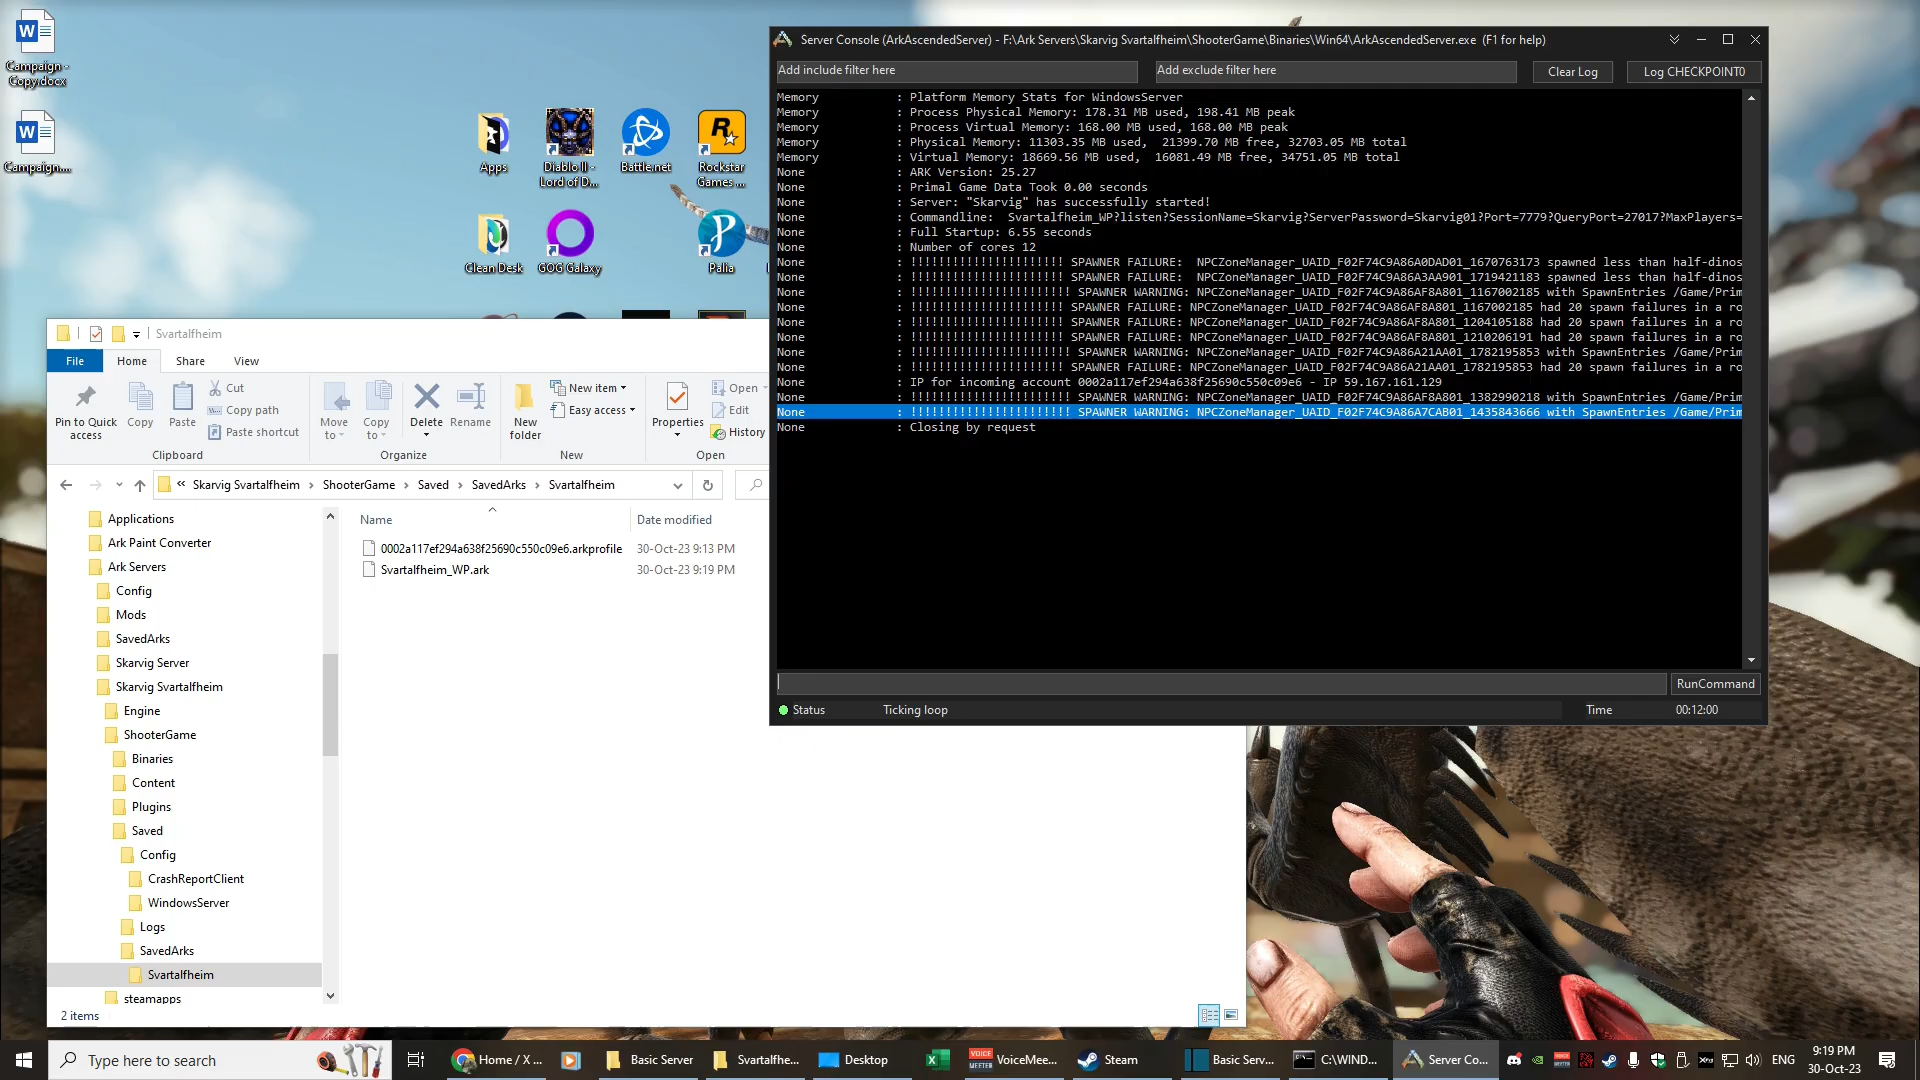 Campaign -
Copy.docx
Campaign....
Apps
Diablo II -
Lord of D...
Battle.net
Rockstar
Games ...
Clean Desk
GOG Galaxy
Palia
Server Console (ArkAscendedServer) - F:\Ark Servers\Skarvig Svartalfheim\ShooterGame\Binaries\Win64\ArkAscendedServer.exe (F1 for help)
Add include filter here
Add exclude filter here
Clear Log
Log CHECKPOINT0
Memory : Platform Memory Stats for WindowsServer
Memory : Process Physical Memory: 178.31 MB used, 198.41 MB peak
Memory : Process Virtual Memory: 168.00 MB used, 168.00 MB peak
Memory : Physical Memory: 11303.35 MB used, 21399.70 MB free, 32703.05 MB total
Memory : Virtual Memory: 18669.56 MB used, 16081.49 MB free, 34751.05 MB total
None : ARK Version: 25.27
None : Primal Game Data Took 0.00 seconds
None : Server: "Skarvig" has successfully started!
None : Commandline: Svartalfheim_WP?listen?SessionName=Skarvig?ServerPassword=Skarvig01?Port=7779?QueryPort=27017?MaxPlayers=
None : Full Startup: 6.55 seconds
None : Number of cores 12
None : !!!!!!!!!!!!!!!!!!!!!! SPAWNER FAILURE: NPCZoneManager_UAID_F02F74C9A86A0DAD01_1670763173 spawned less than half-dinos
None : !!!!!!!!!!!!!!!!!!!!!! SPAWNER FAILURE: NPCZoneManager_UAID_F02F74C9A86A3AA901_1719421183 spawned less than half-dinos
None : !!!!!!!!!!!!!!!!!!!!!!! SPAWNER WARNING: NPCZoneManager_UAID_F02F74C9A86AF8A801_1167002185 with SpawnEntries /Game/Prim
None : !!!!!!!!!!!!!!!!!!!!!! SPAWNER FAILURE: NPCZoneManager_UAID_F02F74C9A86AF8A801_1167002185 had 20 spawn failures in a ro
None : !!!!!!!!!!!!!!!!!!!!!! SPAWNER FAILURE: NPCZoneManager_UAID_F02F74C9A86AF8A801_1204105188 had 20 spawn failures in a ro
None : !!!!!!!!!!!!!!!!!!!!!! SPAWNER FAILURE: NPCZoneManager_UAID_F02F74C9A86AF8A801_1210206191 had 20 spawn failures in a ro
None : !!!!!!!!!!!!!!!!!!!!!!! SPAWNER WARNING: NPCZoneManager_UAID_F02F74C9A86A21AA01_1782195853 with SpawnEntries /Game/Prim
None : !!!!!!!!!!!!!!!!!!!!!! SPAWNER FAILURE: NPCZoneManager_UAID_F02F74C9A86A21AA01_1782195853 had 20 spawn failures in a ro
None : IP for incoming account 0002a117ef294a638f25690c550c09e6 - IP 59.167.161.129
None : !!!!!!!!!!!!!!!!!!!!!!! SPAWNER WARNING: NPCZoneManager_UAID_F02F74C9A86AF8A801_1382990218 with SpawnEntries /Game/Prim
None : !!!!!!!!!!!!!!!!!!!!!!! SPAWNER WARNING: NPCZoneManager_UAID_F02F74C9A86A7CAB01_1435843666 with SpawnEntries /Game/Prim
None : Closing by request
RunCommand
Status Ticking loop Time 00:12:00
Svartalfheim
File Home Share View
Pin to Quick
access
Copy
Paste
Cut
Copy path
Paste shortcut
Clipboard
Move
to
Copy
to
Delete
Rename
Organize
New
folder
New item
Easy access
New
Properties
Open
Edit
History
Open
« Skarvig Svartalfheim › ShooterGame › Saved › SavedArks › Svartalfheim
Name Date modified
0002a117ef294a638f25690c550c09e6.arkprofile 30-Oct-23 9:13 PM
Svartalfheim_WP.ark 30-Oct-23 9:19 PM
Applications
Ark Paint Converter
Ark Servers
Config
Mods
SavedArks
Skarvig Server
Skarvig Svartalfheim
Engine
ShooterGame
Binaries
Content
Plugins
Saved
Config
CrashReportClient
WindowsServer
Logs
SavedArks
Svartalfheim
steamapps
2 items
Type here to search
Home / X ...
Basic Server
Svartalfhe...
Desktop
VOICE
MEETER
VoiceMee...
Steam
Basic Serv...
C:\WIND...
Server Co...
ENG
9:19 PM
30-Oct-23